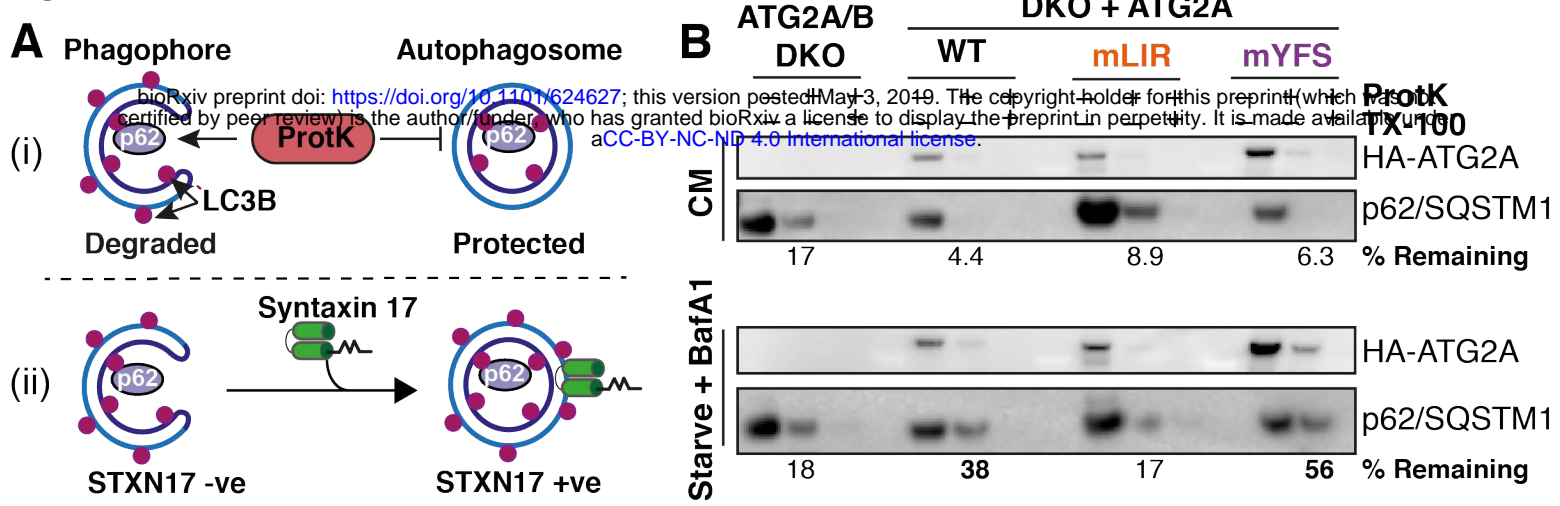 A
Phagophore
Autophagosome
p62
ProtK
p62
(i)
LC3B
Degraded
Protected
Syntaxin 17
(ii)
p62
p62
STXN17 -ve
STXN17 +ve
bioRxiv preprint doi: https://doi.org/10.1101/624627; this version posted May 3, 2019. The copyright holder for this preprint (which was not
certified by peer review) is the author/funder, who has granted bioRxiv a license to display the preprint in perpetuity. It is made available under
aCC-BY-NC-ND 4.0 International license.
B
ATG2A/B
DKO
DKO + ATG2A
WT
mLIR
mYFS
ProtK
TX-100
CM
HA-ATG2A
p62/SQSTM1
17 4.4 8.9 6.3 % Remaining
Starve + BafA1
HA-ATG2A
p62/SQSTM1
18 38 17 56 % Remaining